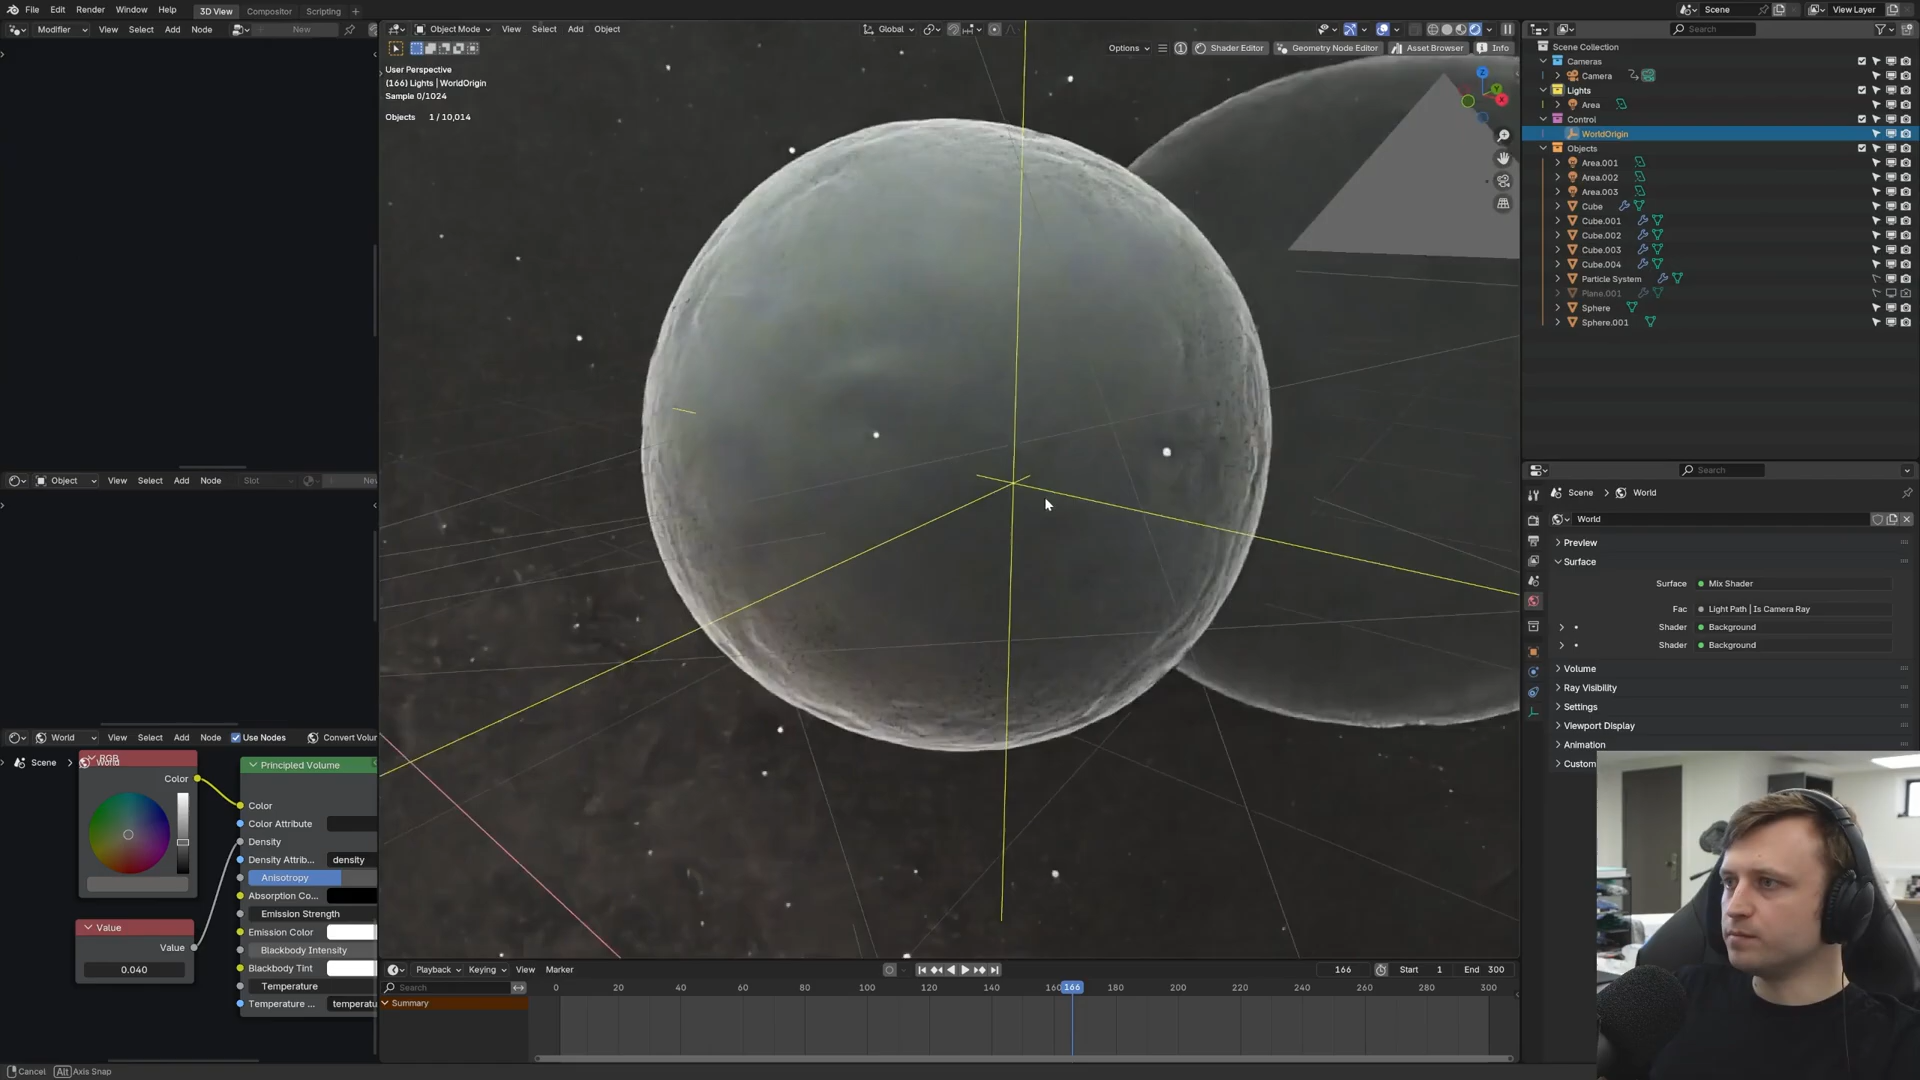 File Edit Render Window Help 3D View Compositor Scripting +
Scene View Layer
Modifier View Select Add Node New
Object Mode View Select Add Object
Global
Options Shader Editor Geometry Node Editor Asset Browser Info
User Perspective
(166) Lights | WorldOrigin
Sample 0/1024
Objects 1 / 10,014
Search
Scene Collection
Cameras
Camera
Lights
Area
Control
WorldOrigin
Objects
Area.001
Area.002
Area.003
Cube
Cube.001
Cube.002
Cube.003
Cube.004
Particle System
Plane.001
Sphere
Sphere.001
Search
Scene > World
World
Preview
Surface
Surface Mix Shader
Fac Light Path | Is Camera Ray
Shader Background
Shader Background
Volume
Ray Visibility
Settings
Viewport Display
Animation
Custom
Object View Select Add Node Slot
World View Select Add Node Use Nodes Convert Volu
Scene World
RGB
Color
Value
Value
0.040
Principled Volume
Color
Color Attribute
Density
Density Attrib... density
Anisotropy
Absorption Co...
Emission Strength
Emission Color
Blackbody Intensity
Blackbody Tint
Temperature
Temperature ... temperatu
Playback Keying View Marker
166 Start 1 End 300
Search
0 20 40 60 80 100 120 140 160 166 180 200 220 240 260 280 300
Summary
Cancel Alt Axis Snap